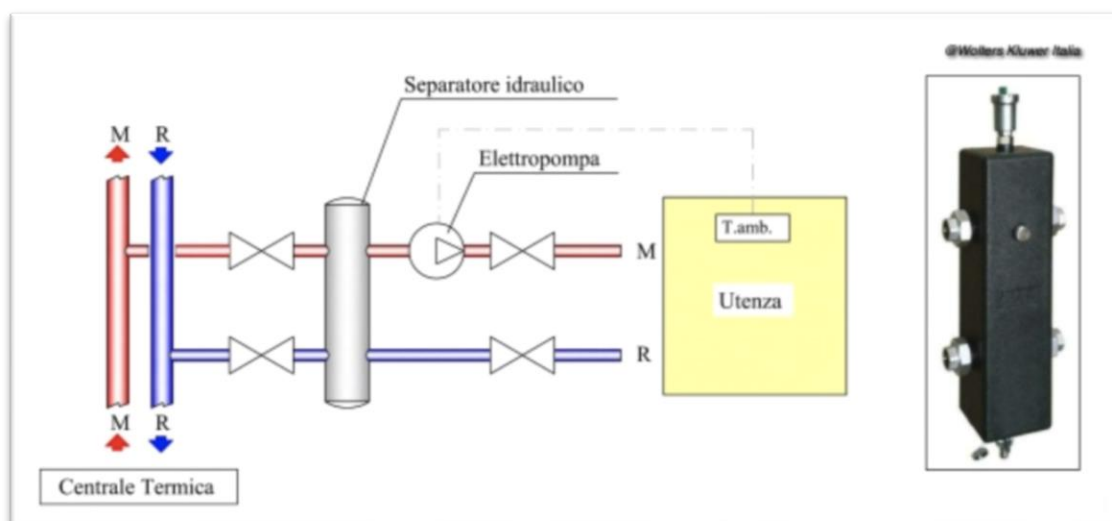 @Wolters Kluwer Italia
Separatore idraulico
M R
Elettropompa
T.amb.
M
Utenza
R
M R
Centrale Termica